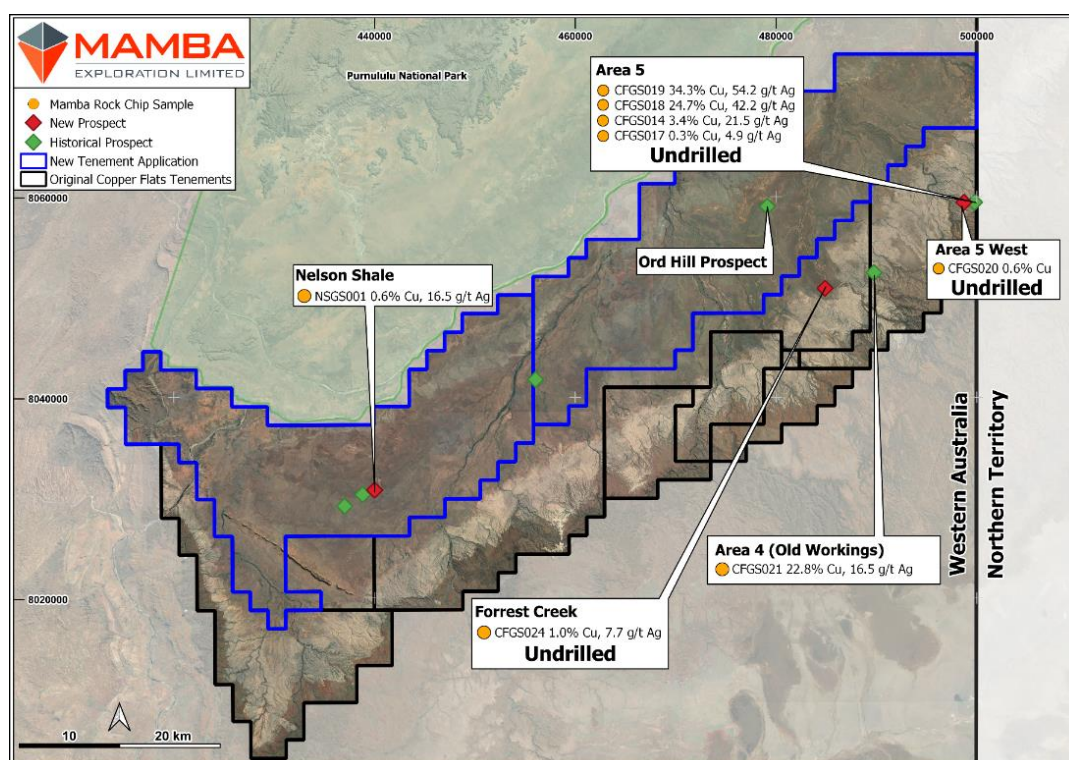 MAMBA
EXPLORATION LIMITED
Mamba Rock Chip Sample
New Prospect
Historical Prospect
New Tenement Application
Original Copper Flats Tenements
440000
460000
480000
500000
Purnululu National Park
Area 5
CFGS019 34.3% Cu, 54.2 g/t Ag
CFGS018 24.7% Cu, 42.2 g/t Ag
CFGS014 3.4% Cu, 21.5 g/t Ag
CFGS017 0.3% Cu, 4.9 g/t Ag
Undrilled
8060000
Ord Hill Prospect
Area 5 West
CFGS020 0.6% Cu
Undrilled
Nelson Shale
NSGS001 0.6% Cu, 16.5 g/t Ag
8040000
Western Australia
Northern Territory
Area 4 (Old Workings)
CFGS021 22.8% Cu, 16.5 g/t Ag
8020000
Forrest Creek
CFGS024 1.0% Cu, 7.7 g/t Ag
Undrilled
10
20 km